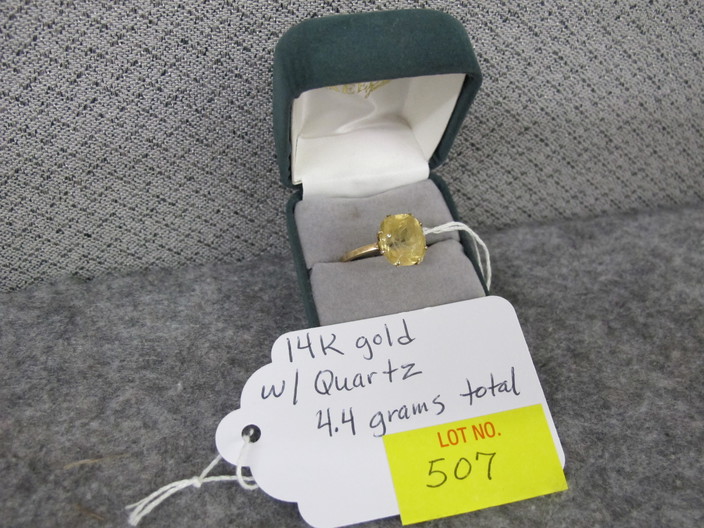 14K gold
w/ Quartz
4.4 grams total
LOT NO.
507